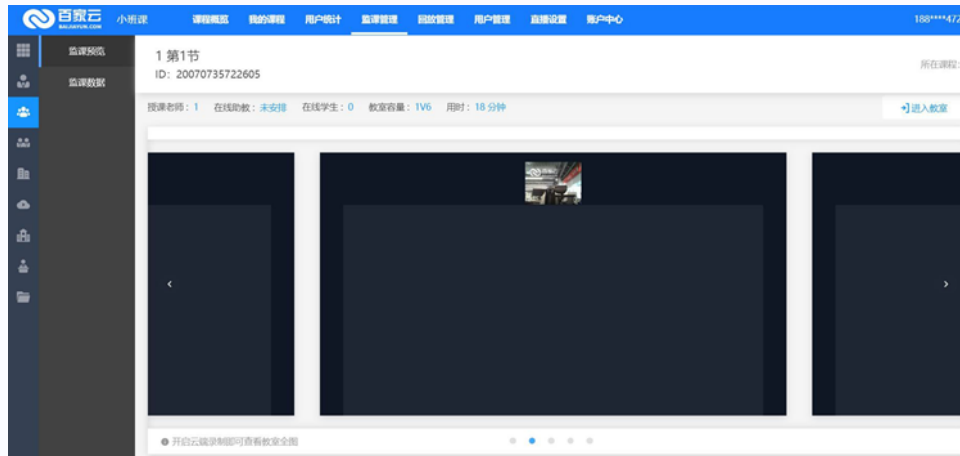 百家云 小班课 课程概览 我的课程 用户统计 监课管理 回放管理 用户管理 直播设置 账户中心 188****472
BAIJIAYUN.COM
监课预览
监课数据
1 第1节
ID: 20070735722605
所在课程:
授课老师: 1 在线助教: 未安排 在线学生: 0 教室容量: 1V6 用时: 18 分钟 进入教室
开启云端录制即可查看教室全图